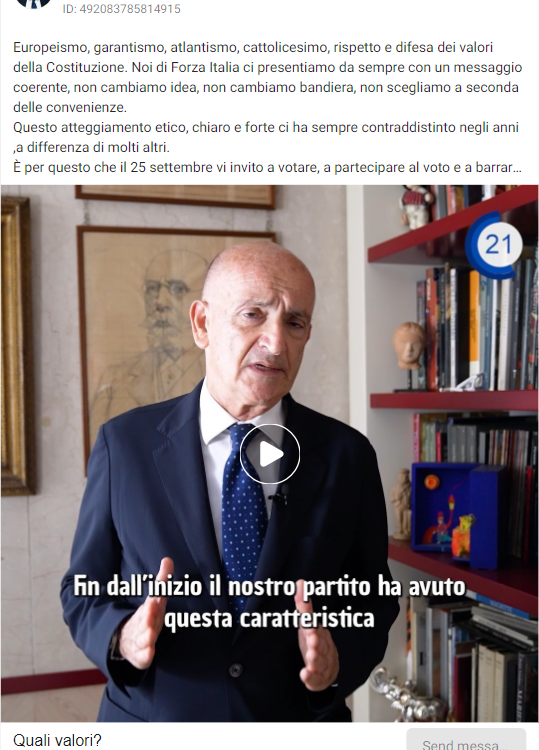 ID: 492083785814915
Europeismo, garantismo, atlantismo, cattolicesimo, rispetto e difesa dei valori
della Costituzione. Noi di Forza Italia ci presentiamo da sempre con un messaggio
coerente, non cambiamo idea, non cambiamo bandiera, non scegliamo a seconda
delle convenienze.
Questo atteggiamento etico, chiaro e forte ci ha sempre contraddistinto negli anni
,a differenza di molti altri.
È per questo che il 25 settembre vi invito a votare, a partecipare al voto e a barrar...
21
Fin dall'inizio il nostro partito ha avuto
questa caratteristica
Quali valori?
Send messa...